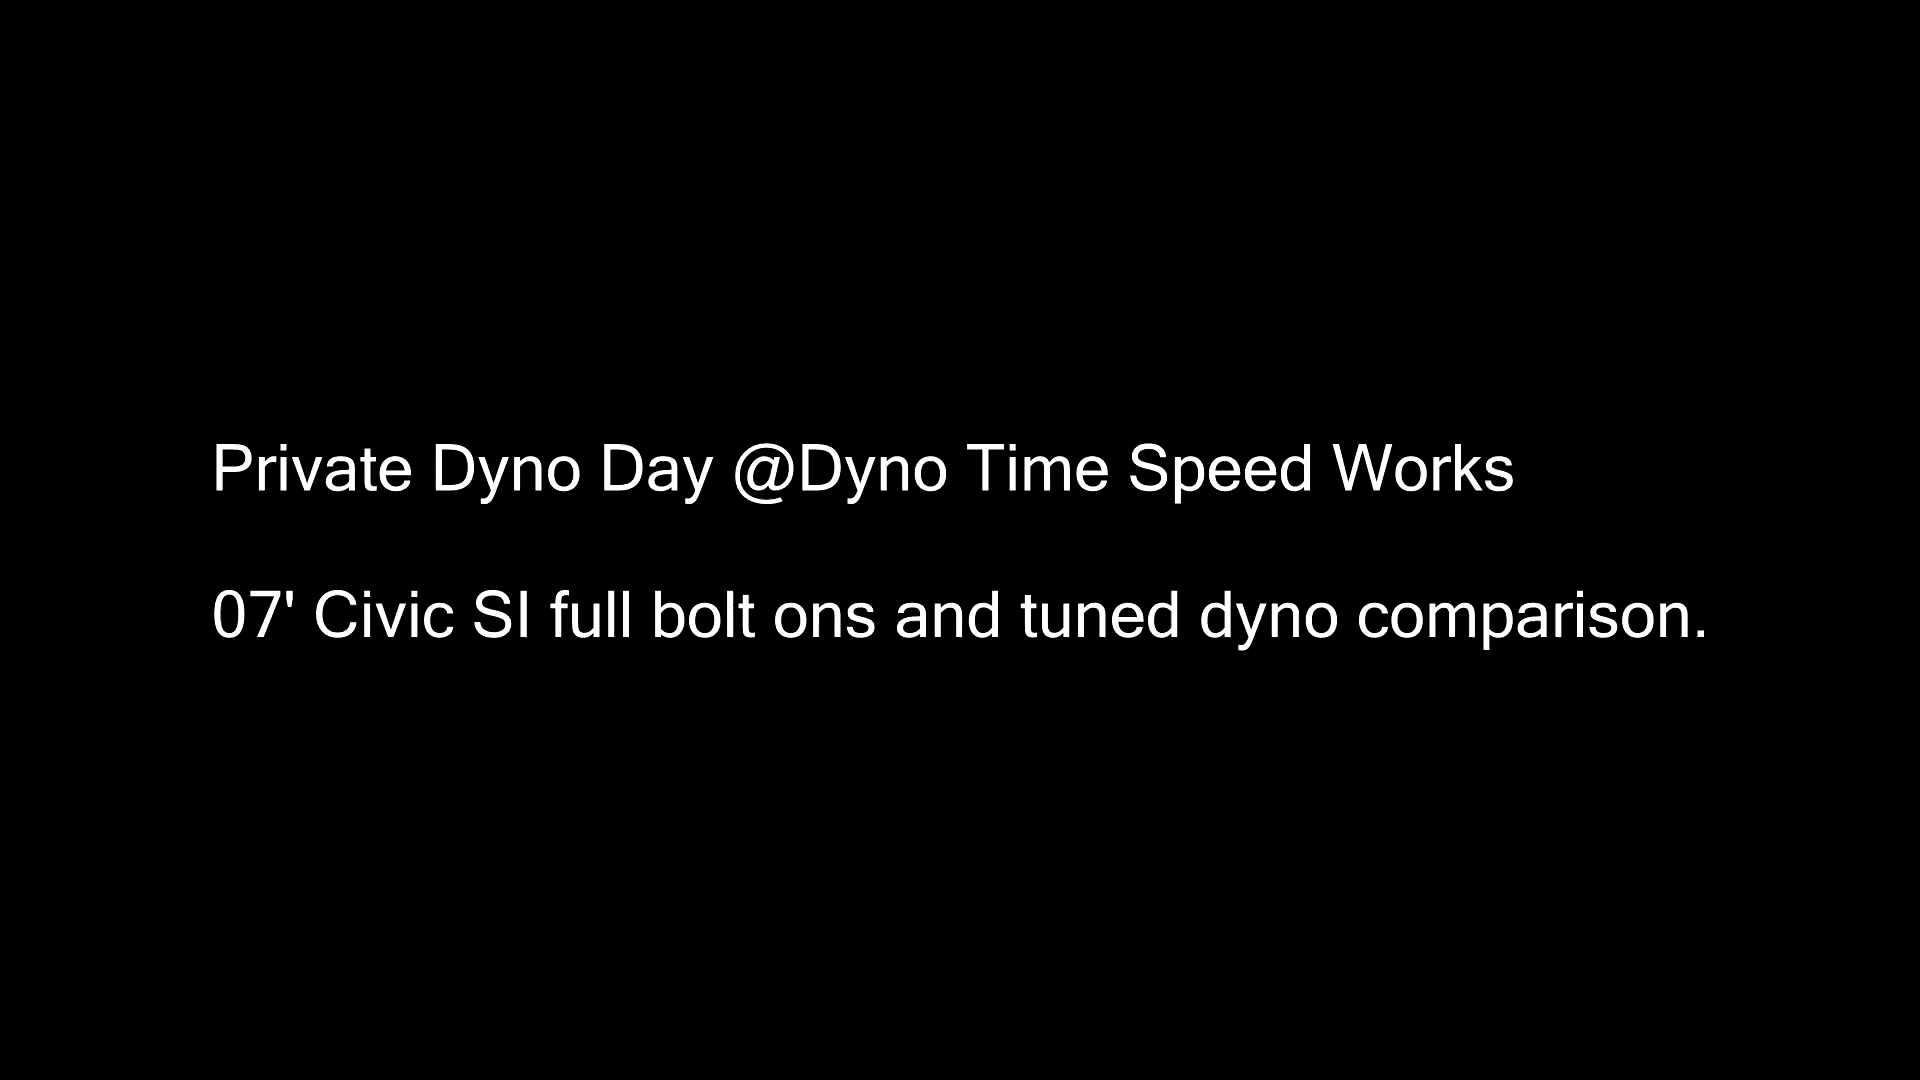 Private Dyno Day @Dyno Time Speed Works
07' Civic SI full bolt ons and tuned dyno comparison.